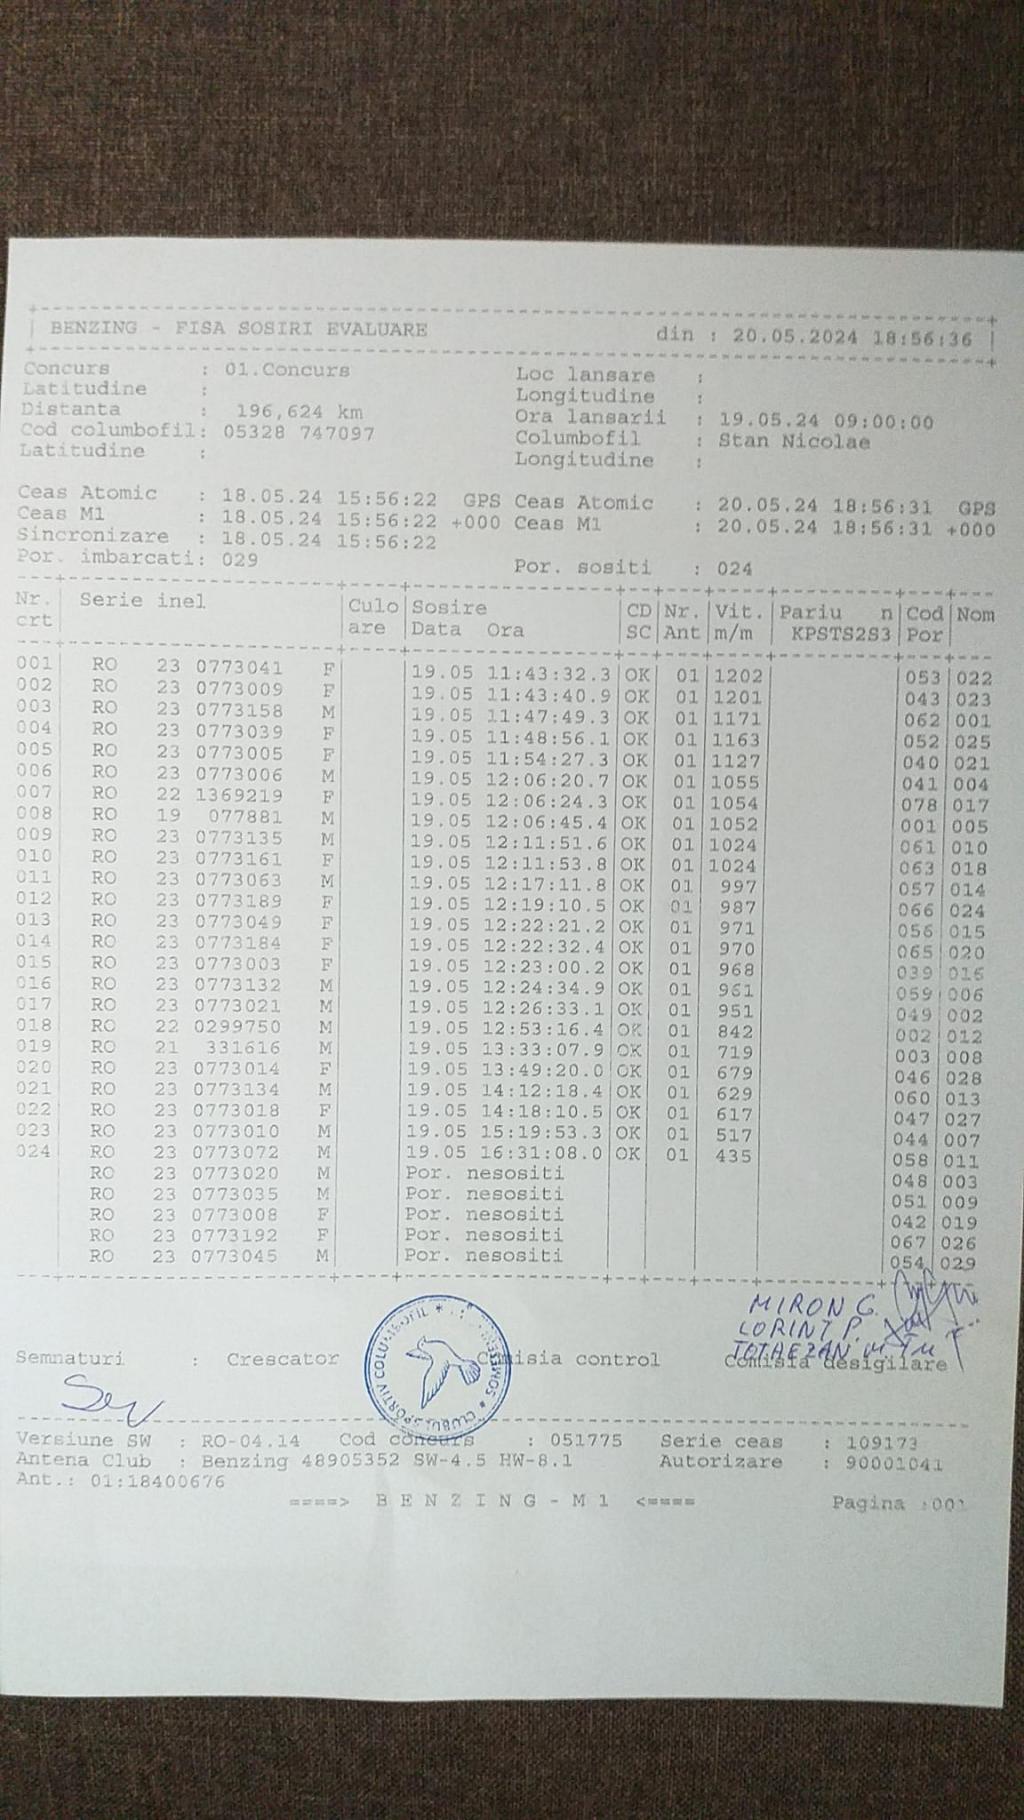 BENZING - FISA SOSIRI EVALUARE din : 20.05.2024 18:56:36
Concurs : 01.Concurs Loc lansare :
Latitudine : Longitudine :
Distanta : 196,624 km Ora lansarii : 19.05.24 09:00:00
Cod columbofil: 05328 747097 Columbofil : Stan Nicolae
Latitudine : Longitudine :
Ceas Atomic : 18.05.24 15:56:22 GPS Ceas Atomic : 20.05.24 18:56:31 GPS
Ceas M1 : 18.05.24 15:56:22 +000 Ceas M1 : 20.05.24 18:56:31 +000
Sincronizare : 18.05.24 15:56:22
Por. imbarcati: 029 Por. sositi : 024
Nr. Serie inel Culo Sosire CD Nr. Vit. Pariu n Cod Nom
crt are Data Ora SC Ant m/m KPSTS2S3 Por
001 RO 23 0773041 F 19.05 11:43:32.3 OK 01 1202 053 022
002 RO 23 0773009 F 19.05 11:43:40.9 OK 01 1201 043 023
003 RO 23 0773158 M 19.05 11:47:49.3 OK 01 1171 062 001
004 RO 23 0773039 F 19.05 11:48:56.1 OK 01 1163 052 025
005 RO 23 0773005 F 19.05 11:54:27.3 OK 01 1127 040 021
006 RO 23 0773006 M 19.05 12:06:20.7 OK 01 1055 041 004
007 RO 22 1369219 F 19.05 12:06:24.3 OK 01 1054 078 017
008 RO 19 077881 M 19.05 12:06:45.4 OK 01 1052 001 005
009 RO 23 0773135 M 19.05 12:11:51.6 OK 01 1024 061 010
010 RO 23 0773161 F 19.05 12:11:53.8 OK 01 1024 063 018
011 RO 23 0773063 M 19.05 12:17:11.8 OK 01 997 057 014
012 RO 23 0773189 F 19.05 12:19:10.5 OK 01 987 066 024
013 RO 23 0773049 F 19.05 12:22:21.2 OK 01 971 056 015
014 RO 23 0773184 F 19.05 12:22:32.4 OK 01 970 065 020
015 RO 23 0773003 F 19.05 12:23:00.2 OK 01 968 039 016
016 RO 23 0773132 M 19.05 12:24:34.9 OK 01 961 059 006
017 RO 23 0773021 M 19.05 12:26:33.1 OK 01 951 049 002
018 RO 22 0299750 M 19.05 12:53:16.4 OK 01 842 002 012
019 RO 21 331616 M 19.05 13:33:07.9 OK 01 719 003 008
020 RO 23 0773014 F 19.05 13:49:20.0 OK 01 679 046 028
021 RO 23 0773134 M 19.05 14:12:18.4 OK 01 629 060 013
022 RO 23 0773018 F 19.05 14:18:10.5 OK 01 617 047 027
023 RO 23 0773010 M 19.05 15:19:53.3 OK 01 517 044 007
024 RO 23 0773072 M 19.05 16:31:08.0 OK 01 435 058 011
RO 23 0773020 M Por. nesositi 048 003
RO 23 0773035 M Por. nesositi 051 009
RO 23 0773008 F Por. nesositi 042 019
RO 23 0773192 F Por. nesositi 067 026
RO 23 0773045 M Por. nesositi 054 029
MIRON G.
LORINT P.
Semnaturi : Crescator Comisia control Comisia desigilare
CLUBUL SPORTIV COLUMBOFIL
Versiune SW : RO-04.14 Cod concurs : 051775 Serie ceas : 109173
Antena Club : Benzing 48905352 SW-4.5 HW-8.1 Autorizare : 90001041
Ant.: 01:18400676
====> B E N Z I N G - M 1 <==== Pagina :001